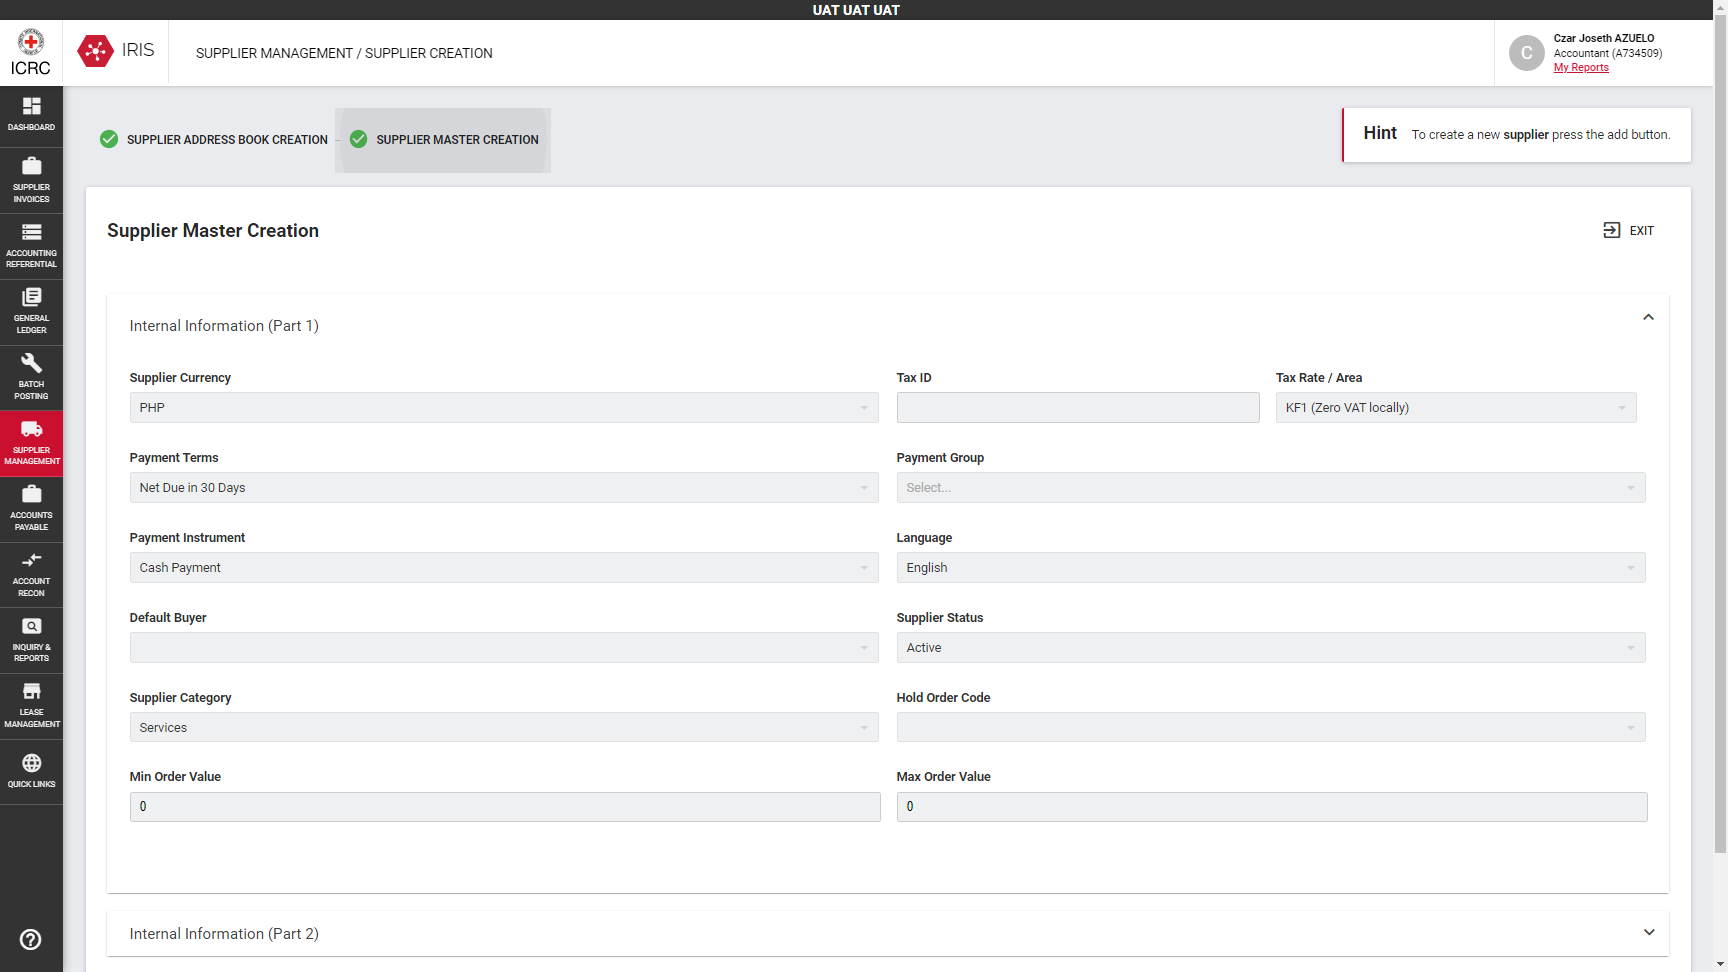 UAT UAT UAT
ICRC
IRIS
SUPPLIER MANAGEMENT / SUPPLIER CREATION
C
Czar Joseth AZUELO
Accountant (A734509)
My Reports
DASHBOARD
SUPPLIER
INVOICES
ACCOUNTING
REFERENTIAL
GENERAL
LEDGER
BATCH
POSTING
SUPPLIER
MANAGEMENT
ACCOUNTS
PAYABLE
ACCOUNT
RECON
INQUIRY &
REPORTS
LEASE
MANAGEMENT
QUICK LINKS
SUPPLIER ADDRESS BOOK CREATION
SUPPLIER MASTER CREATION
Hint To create a new supplier press the add button.
Supplier Master Creation
EXIT
Internal Information (Part 1)
Supplier Currency
PHP
Tax ID
Tax Rate / Area
KF1 (Zero VAT locally)
Payment Terms
Net Due in 30 Days
Payment Group
Select...
Payment Instrument
Cash Payment
Language
English
Default Buyer
Supplier Status
Active
Supplier Category
Services
Hold Order Code
Min Order Value
0
Max Order Value
0
Internal Information (Part 2)